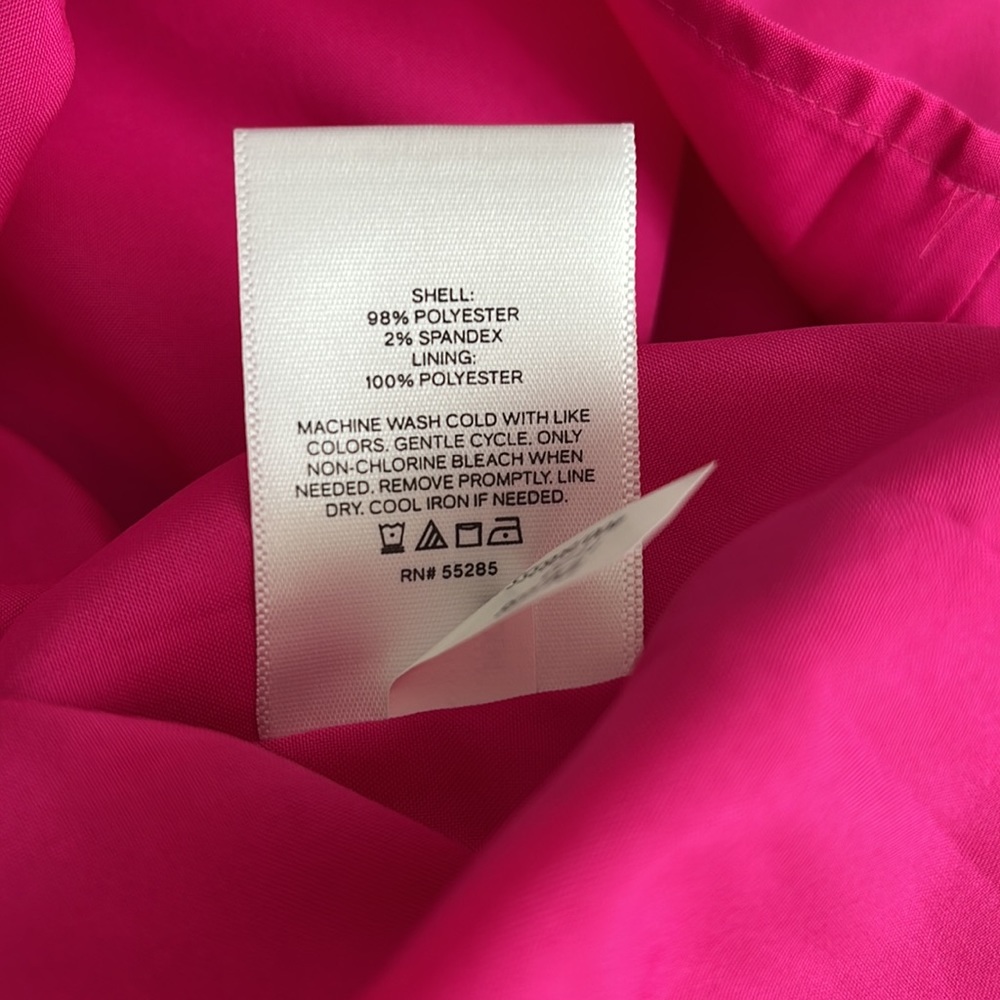 SHELL:
98% POLYESTER
2% SPANDEX
LINING:
100% POLYESTER
MACHINE WASH COLD WITH LIKE
COLORS. GENTLE CYCLE. ONLY
NON-CHLORINE BLEACH WHEN
NEEDED. REMOVE PROMPTLY. LINE
DRY. COOL IRON IF NEEDED.
RN# 55285